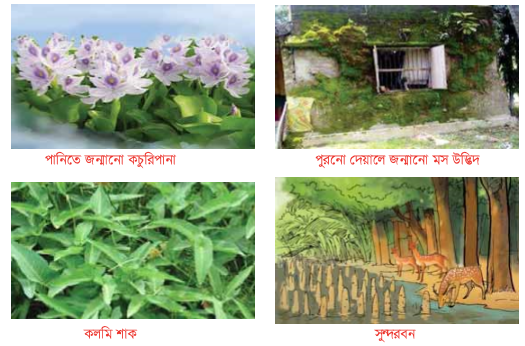 পানিতে জন্মানো কচুরিপানা
পুরনো দেয়ালে জন্মানো মস উদ্ভিদ
কলমি শাক
সুন্দরবন